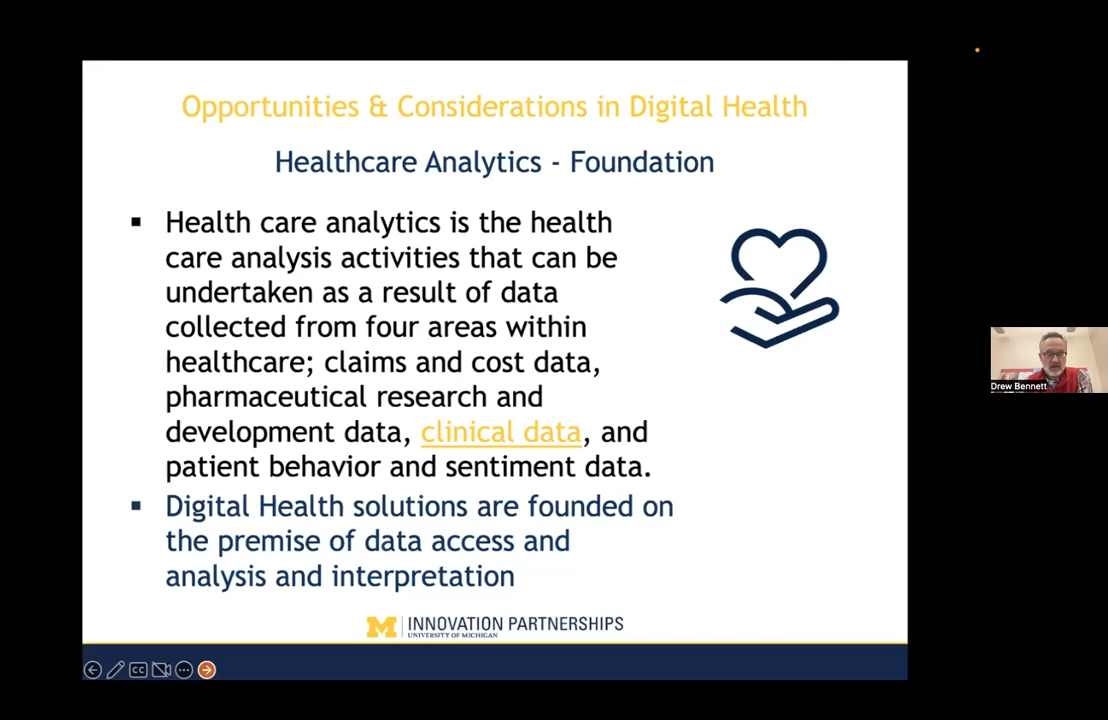 Opportunities & Considerations in Digital Health
Healthcare Analytics - Foundation
▪ Health care analytics is the health
care analysis activities that can be
undertaken as a result of data
collected from four areas within
healthcare; claims and cost data,
pharmaceutical research and
development data, clinical data, and
patient behavior and sentiment data.
▪ Digital Health solutions are founded on
the premise of data access and
analysis and interpretation
Drew Bennett
M INNOVATION PARTNERSHIPS
UNIVERSITY OF MICHIGAN
CC